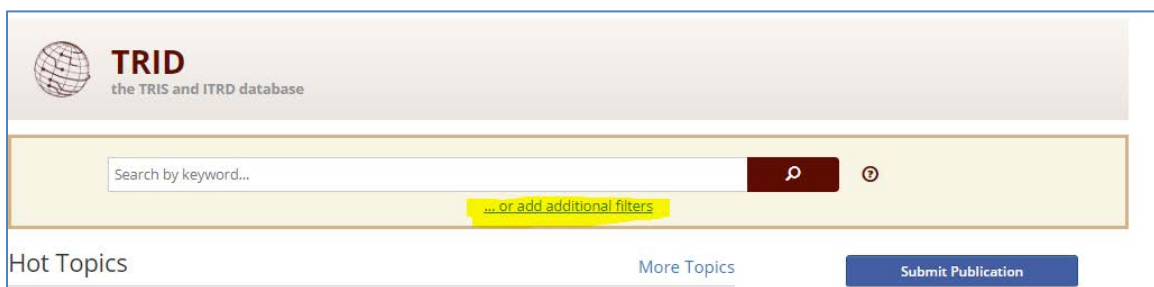 TRID
the TRIS and ITRD database
Search by keyword...
... or add additional filters
Hot Topics
More Topics
Submit Publication